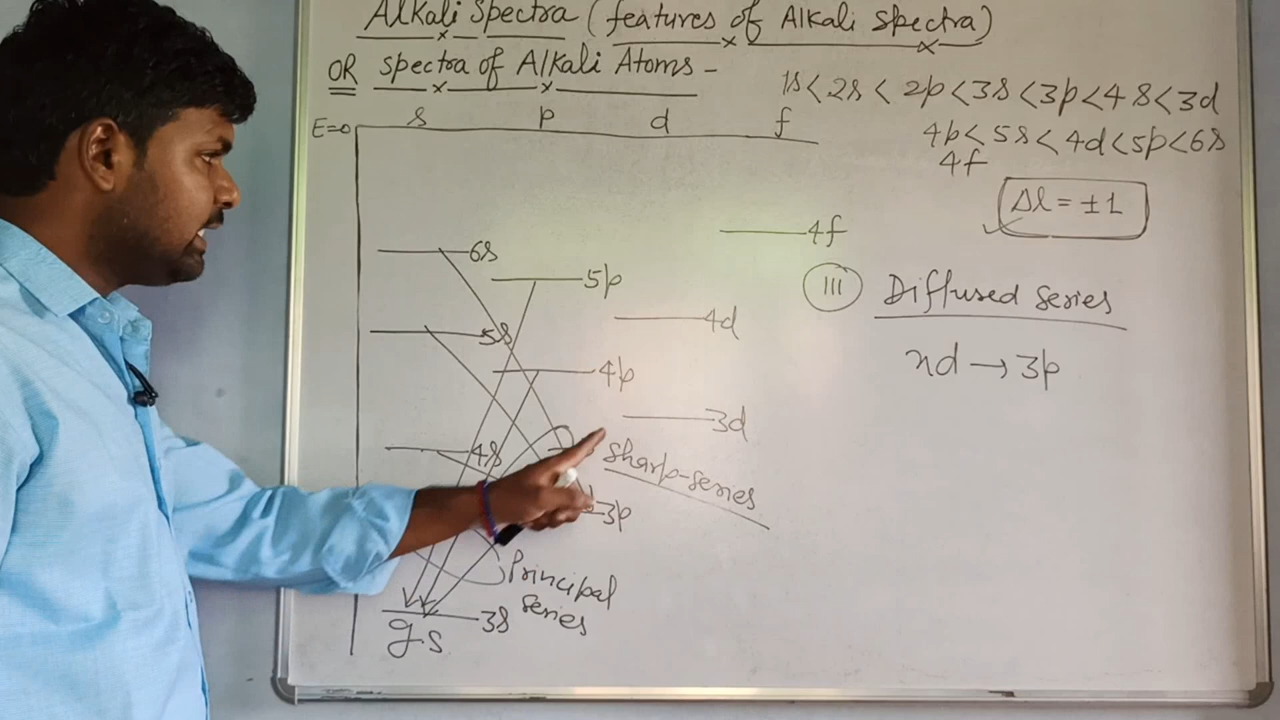 Alkali Spectra (features of Alkali spectra)
OR spectra of Alkali Atoms -
1s < 2s < 2p < 3s < 3p < 4s < 3d
4p < 5s < 4d < 5p < 6s
4f
E=0 s p d f
Δl = ±1
4f
6s
5p
III Diffused series
4d
5s
nd → 3p
4p
3d
4s
sharp-series
3p
Principal
series
3s
g.s.